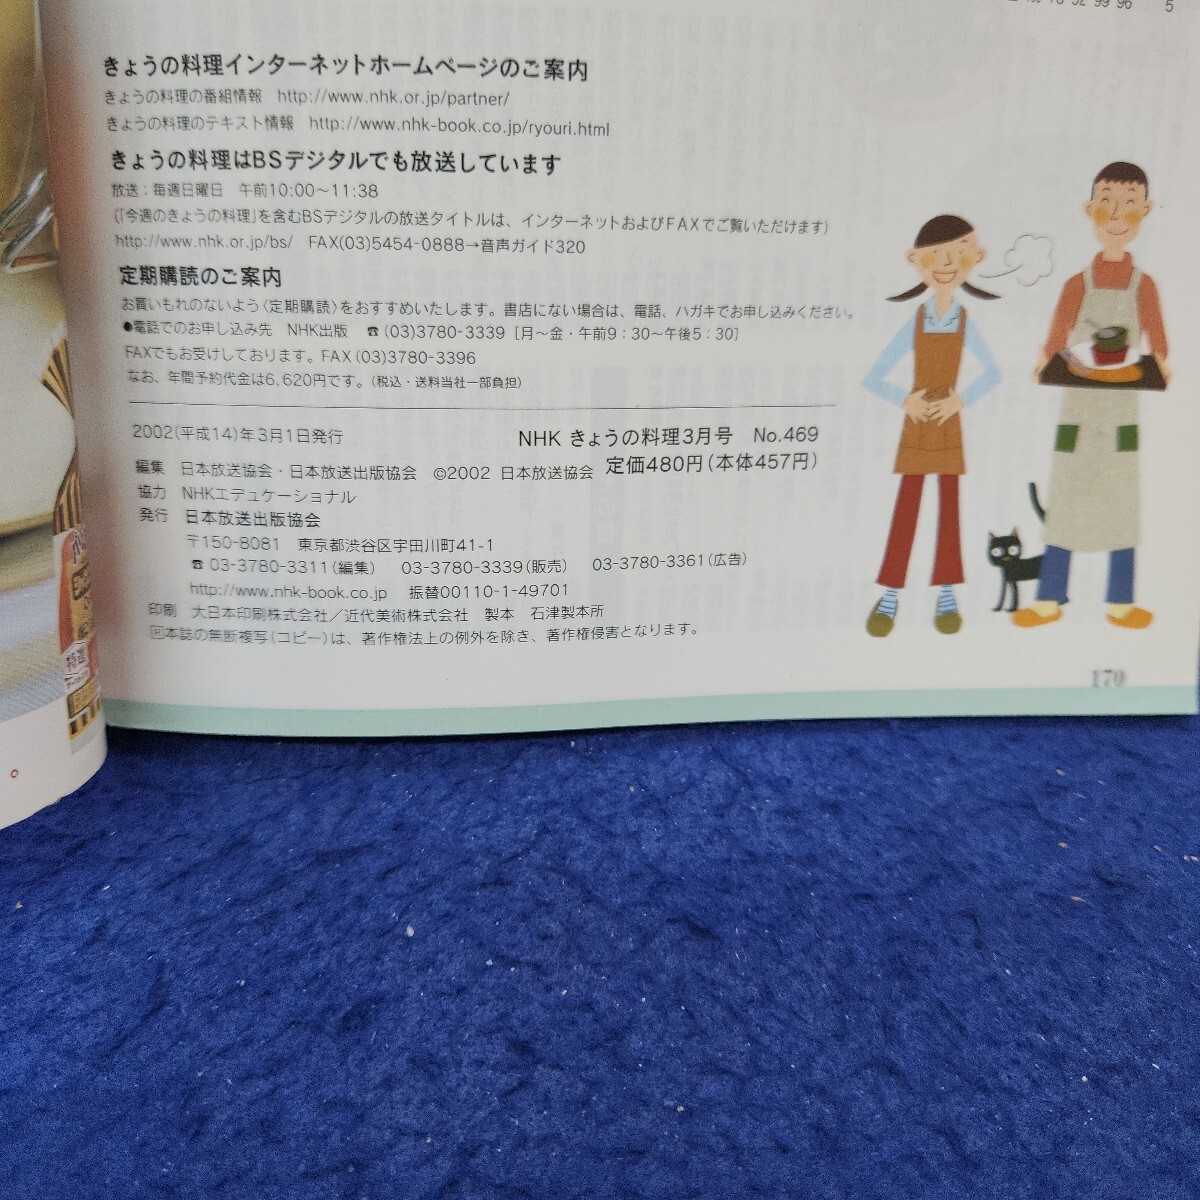 きょうの料理インターネットホームページのご案内
きょうの料理の番組情報　http://www.nhk.or.jp/partner/
きょうの料理のテキスト情報　http://www.nhk-book.co.jp/ryouri.html
きょうの料理はBSデジタルでも放送しています
放送：毎週日曜日　午前10:00〜11:38
(「今週のきょうの料理」を含むBSデジタルの放送タイトルは、インターネットおよびFAXでご覧いただけます)
http://www.nhk.or.jp/bs/　FAX(03)5454-0888→音声ガイド320
定期購読のご案内
お買いもれのないよう〈定期購読〉をおすすめいたします。書店にない場合は、電話、ハガキでお申し込みください。
●電話でのお申し込み先　NHK出版　☎(03)3780-3339［月〜金・午前9：30〜午後5：30］
FAXでもお受けしております。FAX(03)3780-3396
なお、年間予約代金は6,620円です。(税込・送料当社一部負担)
2002(平成14)年3月1日発行　NHK きょうの料理3月号　No.469
編集　日本放送協会・日本放送出版協会　©2002 日本放送協会　定価480円(本体457円)
協力　NHKエデュケーショナル
発行　日本放送出版協会
〒150-8081　東京都渋谷区宇田川町41-1
☎03-3780-3311(編集)　03-3780-3339(販売)　03-3780-3361(広告)
http://www.nhk-book.co.jp　振替00110-1-49701
印刷　大日本印刷株式会社／近代美術株式会社　製本　石津製本所
本誌の無断複写(コピー)は、著作権法上の例外を除き、著作権侵害となります。
170
特選